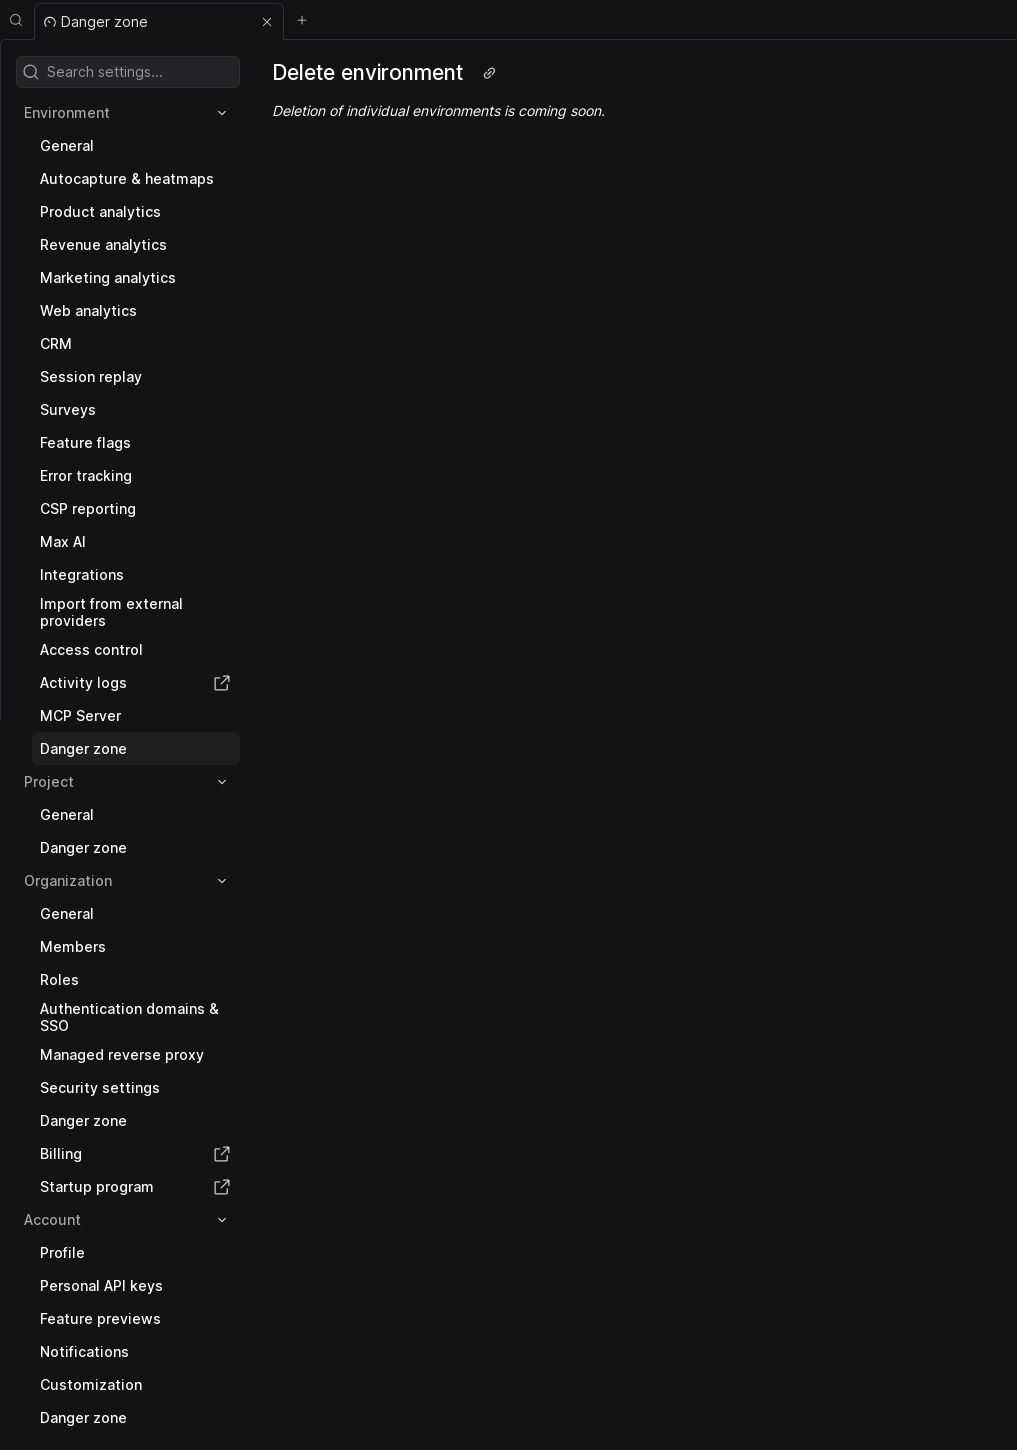 Danger zone
Search settings...
Environment
General
Autocapture & heatmaps
Product analytics
Revenue analytics
Marketing analytics
Web analytics
CRM
Session replay
Surveys
Feature flags
Error tracking
CSP reporting
Max AI
Integrations
Import from external
providers
Access control
Activity logs
MCP Server
Danger zone
Project
General
Danger zone
Organization
General
Members
Roles
Authentication domains &
SSO
Managed reverse proxy
Security settings
Danger zone
Billing
Startup program
Account
Profile
Personal API keys
Feature previews
Notifications
Customization
Danger zone
Delete environment
Deletion of individual environments is coming soon.